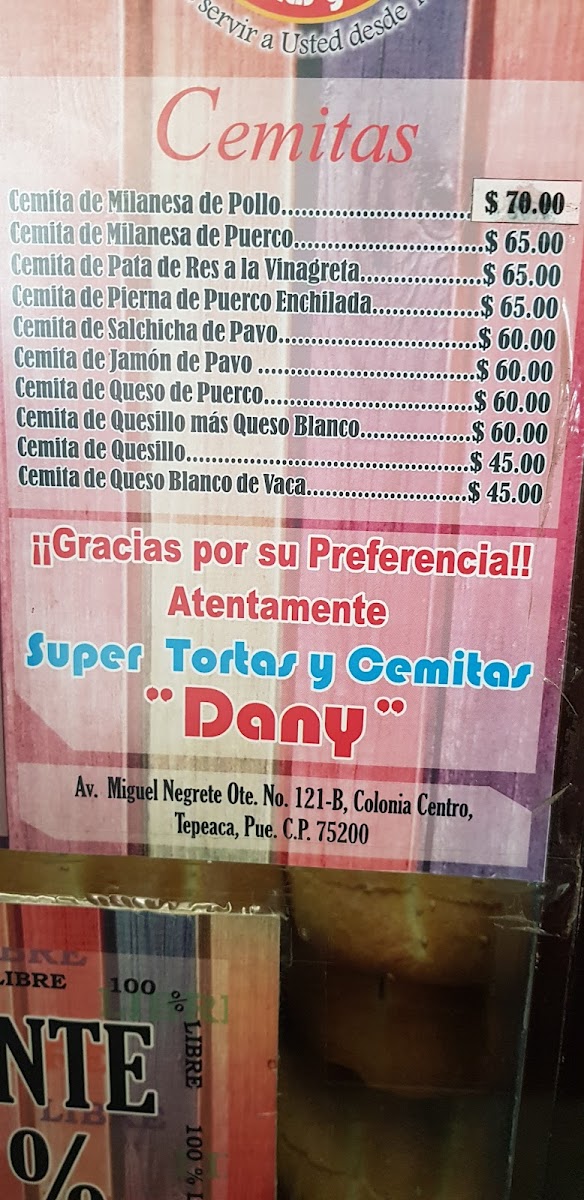 servir a Usted desde
Cemitas
Cemita de Milanesa de Pollo........................ $ 70.00
Cemita de Milanesa de Puerco........................$ 65.00
Cemita de Pata de Res a la Vinagreta..................$ 65.00
Cemita de Pierna de Puerco Enchilada................$ 65.00
Cemita de Salchicha de Pavo.............................$ 60.00
Cemita de Jamón de Pavo ................................$ 60.00
Cemita de Queso de Puerco...............................$ 60.00
Cemita de Quesillo más Queso Blanco................$ 60.00
Cemita de Quesillo.........................................$ 45.00
Cemita de Queso Blanco de Vaca........................$ 45.00
¡¡Gracias por su Preferencia!!
Atentamente
Super Tortas y Cemitas
"Dany"
Av. Miguel Negrete Ote. No. 121-B, Colonia Centro,
Tepeaca, Pue. C.P. 75200
LIBRE 100 % LIBRE 100 %
NTE
%